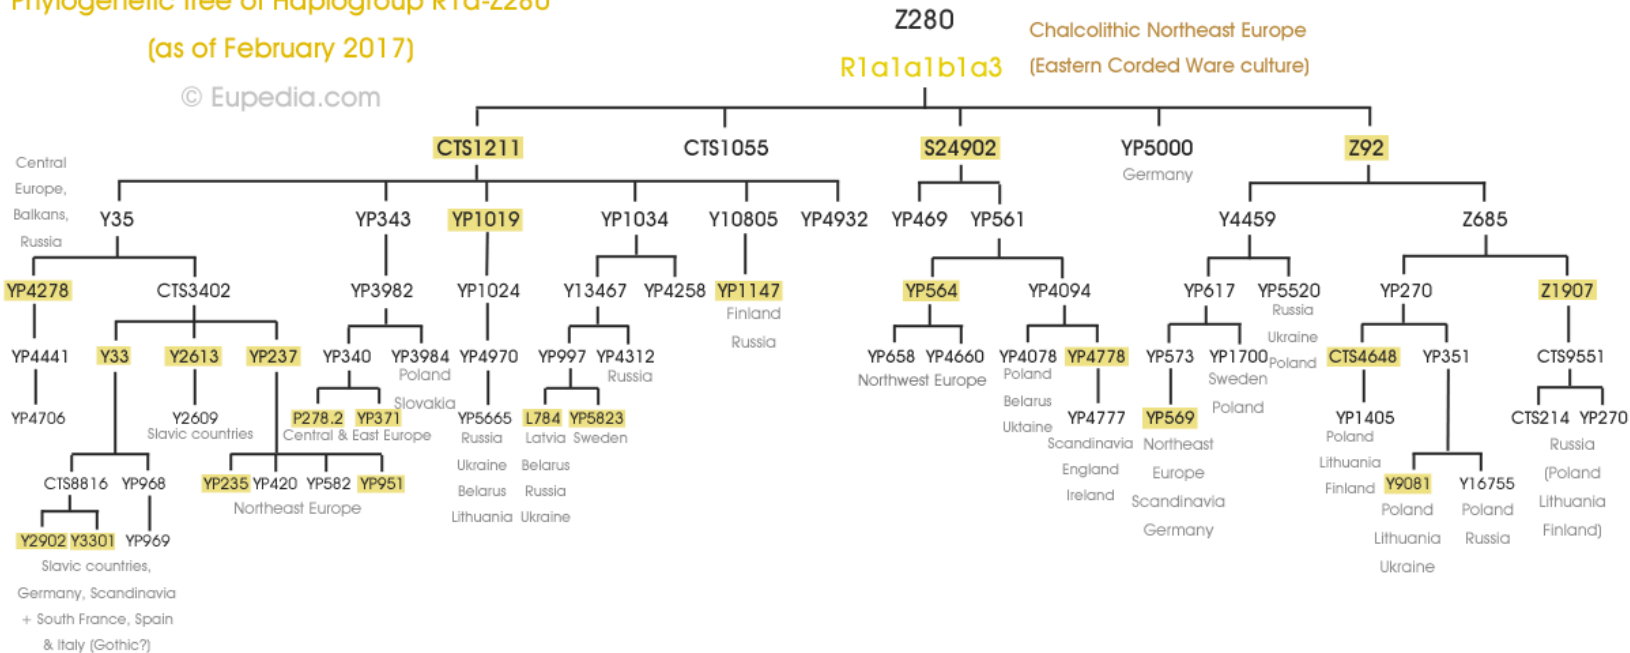 Phylogenetic tree of Haplogroup R1a-Z280
(as of February 2017)
© Eupedia.com
Z280
R1a1a1b1a3
Chalcolithic Northeast Europe
(Eastern Corded Ware culture)
CTS1211 CTS1055 S24902 YP5000 Z92
Germany
Central
Europe,
Balkans,
Russia
Y35 YP343 YP1019 YP1034 Y10805 YP4932 YP469 YP561 Y4459 Z685
YP4278 CTS3402 YP3982 YP1024 Y13467 YP4258 YP1147 YP564 YP4094 YP617 YP5520 YP270 Z1907
Finland
Russia
Russia
Ukraine
Poland
YP4441 Y33 Y2613 YP237 YP340 YP3984 YP4970 YP997 YP4312 YP658 YP4660 YP4078 YP4778 YP573 YP1700 CTS4648 YP351 CTS9551
Poland
Slovakia
Russia
Northwest Europe
Poland
Belarus
Uktaine
Sweden
Poland
YP4706 Y2609 P278.2 YP371 YP5665 L784 YP5823 YP4777 YP569 YP1405 CTS214 YP270
Slavic countries
Central & East Europe
Russia
Ukraine
Belarus
Lithuania
Latvia
Belarus
Russia
Ukraine
Sweden
Scandinavia
England
Ireland
Northeast
Europe
Scandinavia
Germany
Poland
Lithuania
Finland
Russia
(Poland
Lithuania
Finland)
CTS8816 YP968 YP235 YP420 YP582 YP951 Y9081 Y16755
Northeast Europe
Poland
Lithuania
Ukraine
Poland
Russia
Y2902 Y3301 YP969
Slavic countries,
Germany, Scandinavia
+ South France, Spain
& Italy (Gothic?)